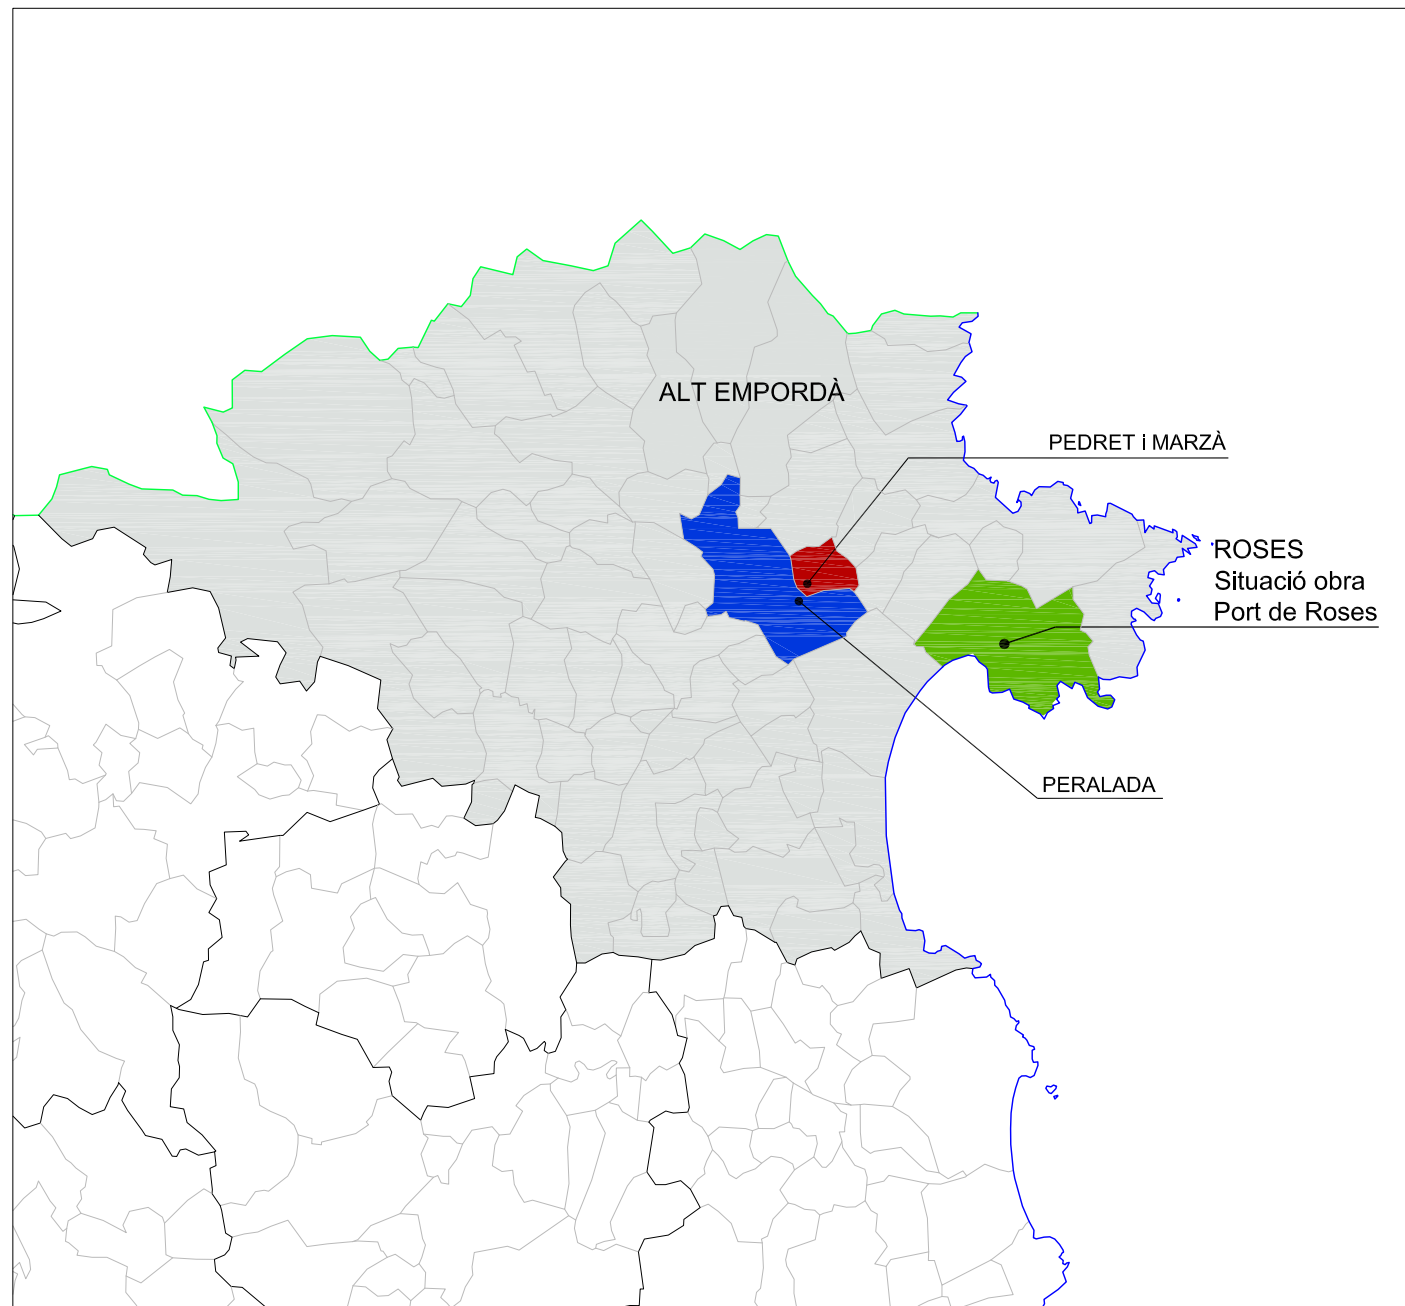 ALT EMPORDÀ
PEDRET i MARZÀ
ROSES
Situació obra
Port de Roses
PERALADA